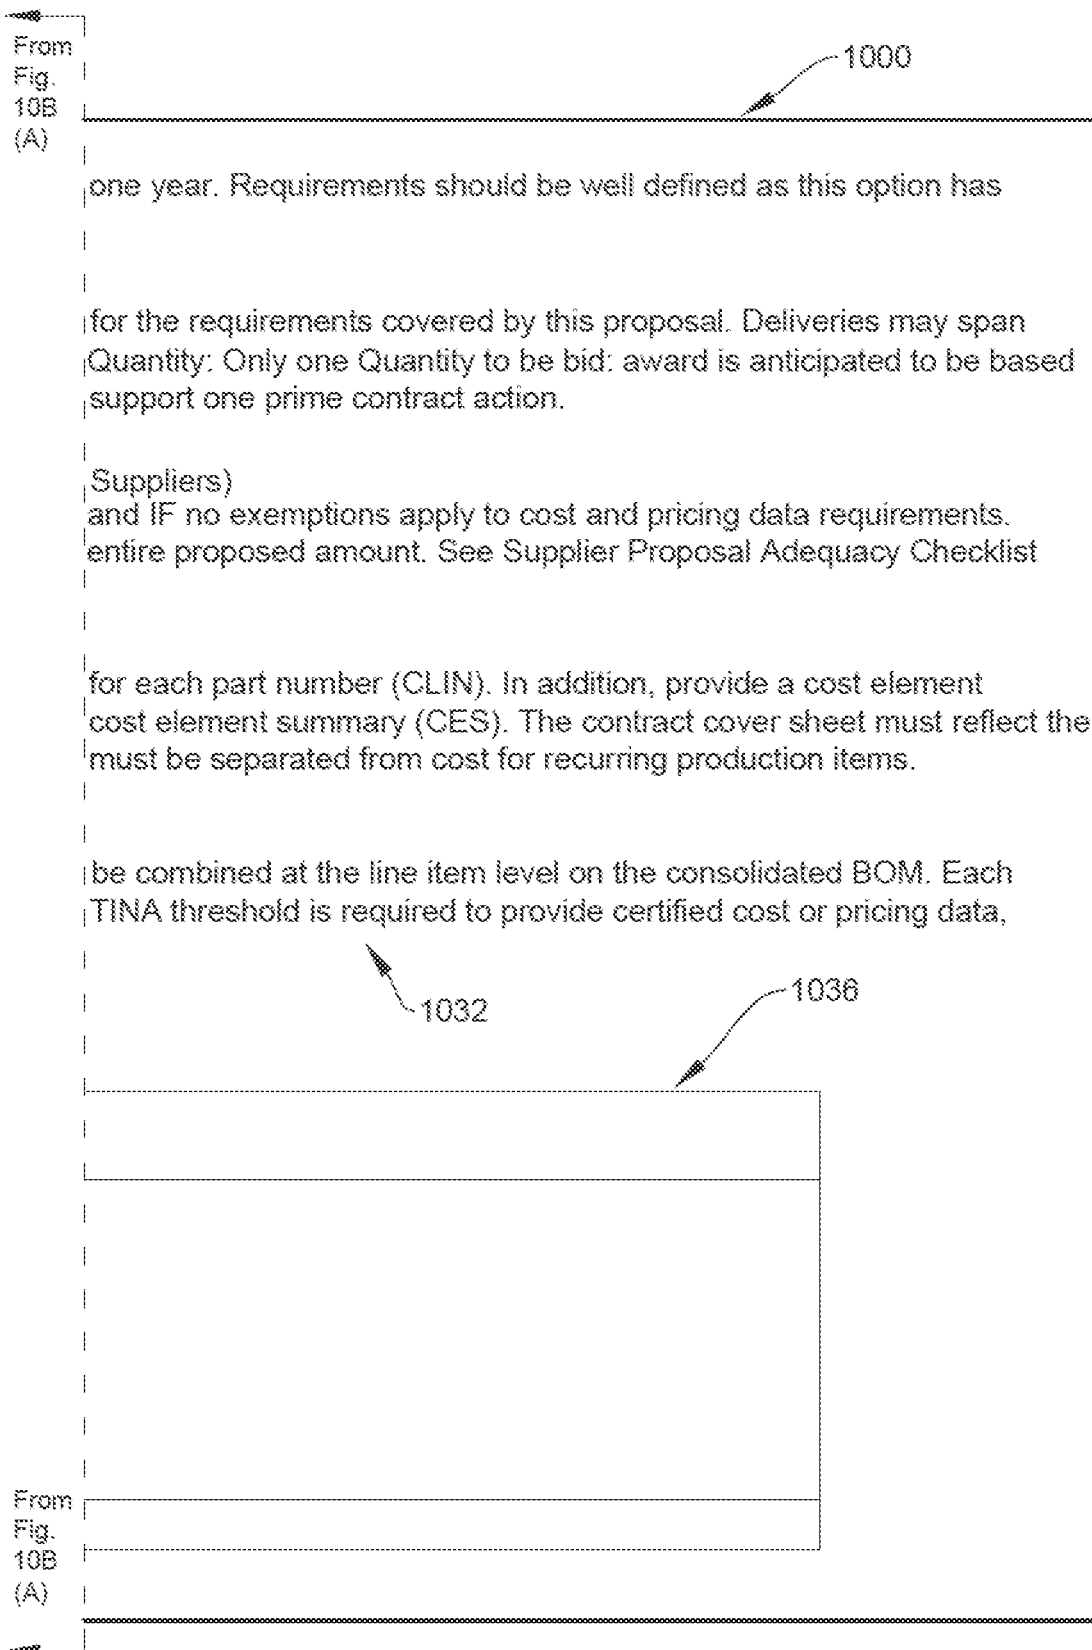 From
Fig.
10B
(A)
1000
one year. Requirements should be well defined as this option has
for the requirements covered by this proposal. Deliveries may span
Quantity: Only one Quantity to be bid: award is anticipated to be based
support one prime contract action.
Suppliers)
and IF no exemptions apply to cost and pricing data requirements.
entire proposed amount. See Supplier Proposal Adequacy Checklist
for each part number (CLIN). In addition, provide a cost element
cost element summary (CES). The contract cover sheet must reflect the
must be separated from cost for recurring production items.
be combined at the line item level on the consolidated BOM. Each
TINA threshold is required to provide certified cost or pricing data,
1032
1036
From
Fig.
10B
(A)